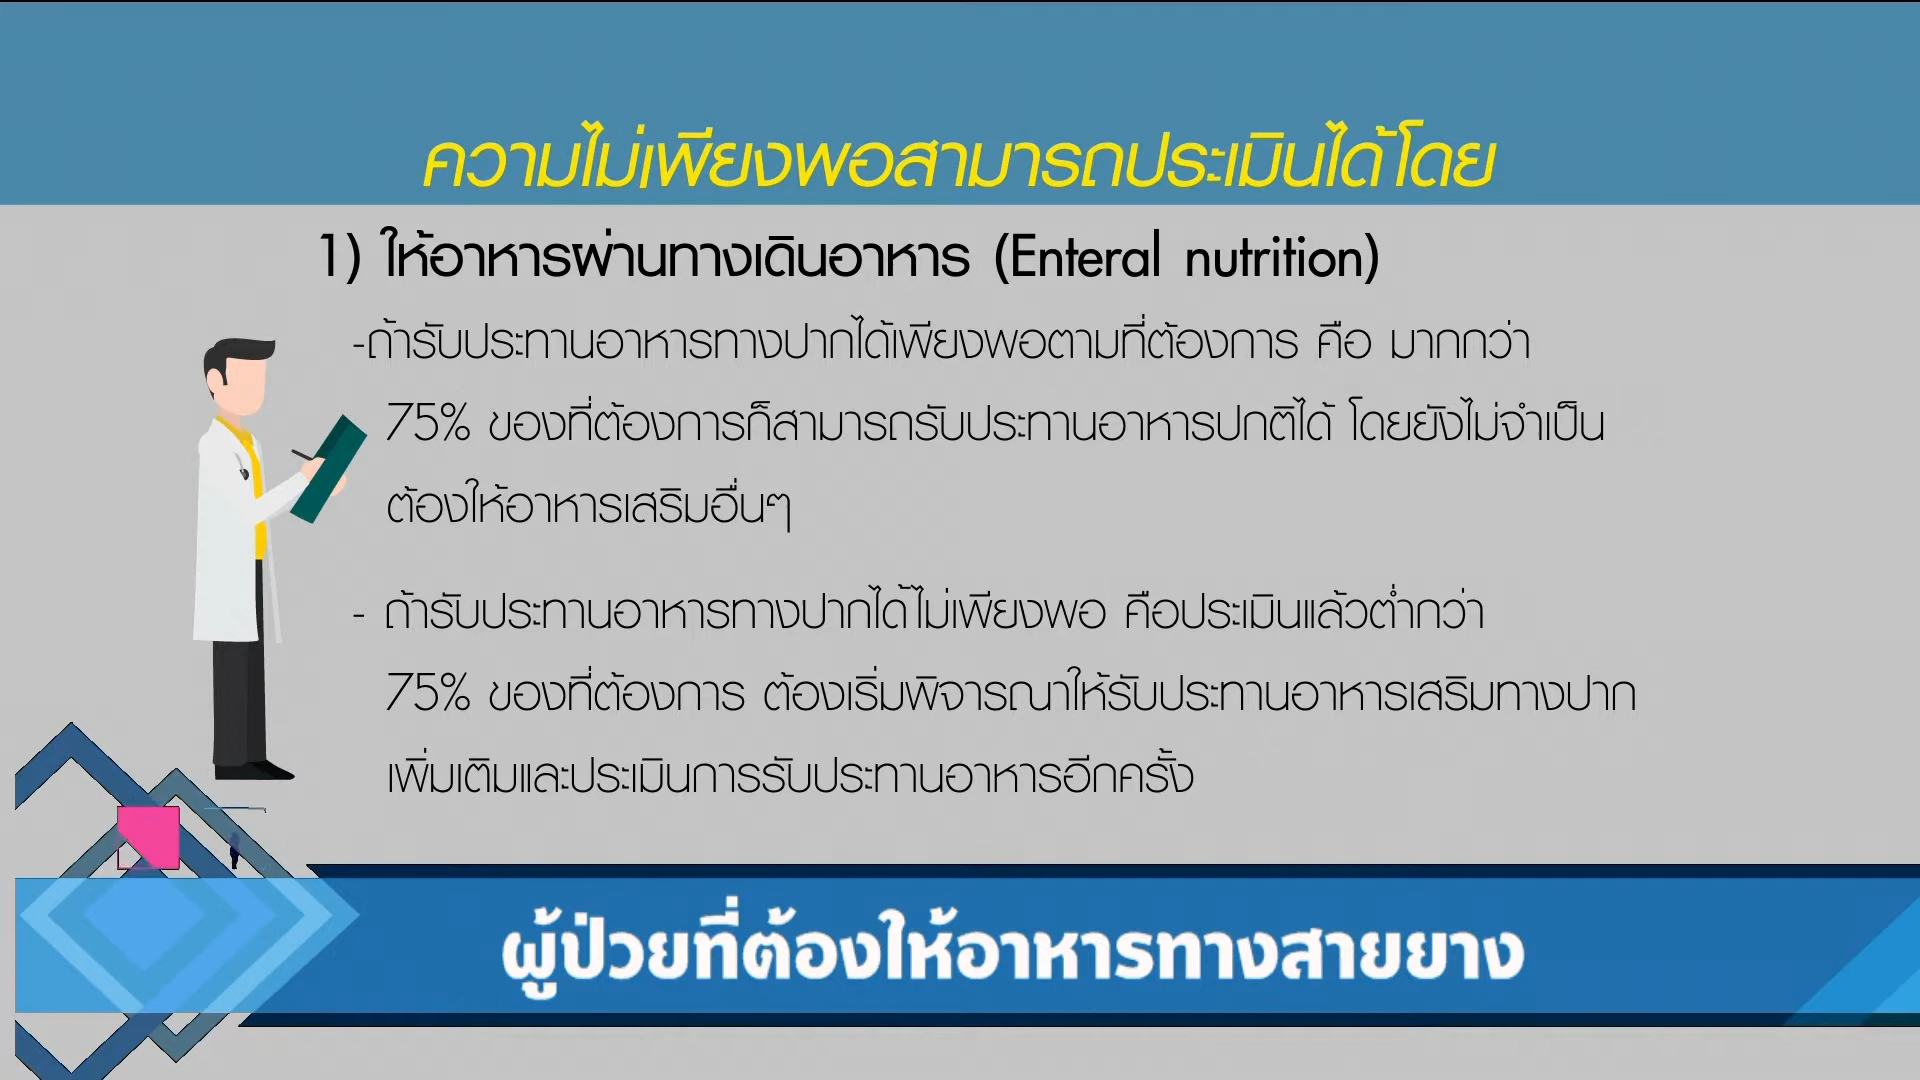 ความไม่เพียงพอสามารถประเมินได้โดย
1) ให้อาหารผ่านทางเดินอาหาร (Enteral nutrition)
-ถ้ารับประทานอาหารทางปากได้เพียงพอตามที่ต้องการ คือ มากกว่า
75% ของที่ต้องการก็สามารถรับประทานอาหารปกติได้ โดยยังไม่จำเป็น
ต้องให้อาหารเสริมอื่นๆ
- ถ้ารับประทานอาหารทางปากได้ไม่เพียงพอ คือประเมินแล้วต่ำกว่า
75% ของที่ต้องการ ต้องเริ่มพิจารณาให้รับประทานอาหารเสริมทางปาก
เพิ่มเติมและประเมินการรับประทานอาหารอีกครั้ง
ผู้ป่วยที่ต้องให้อาหารทางสายยาง